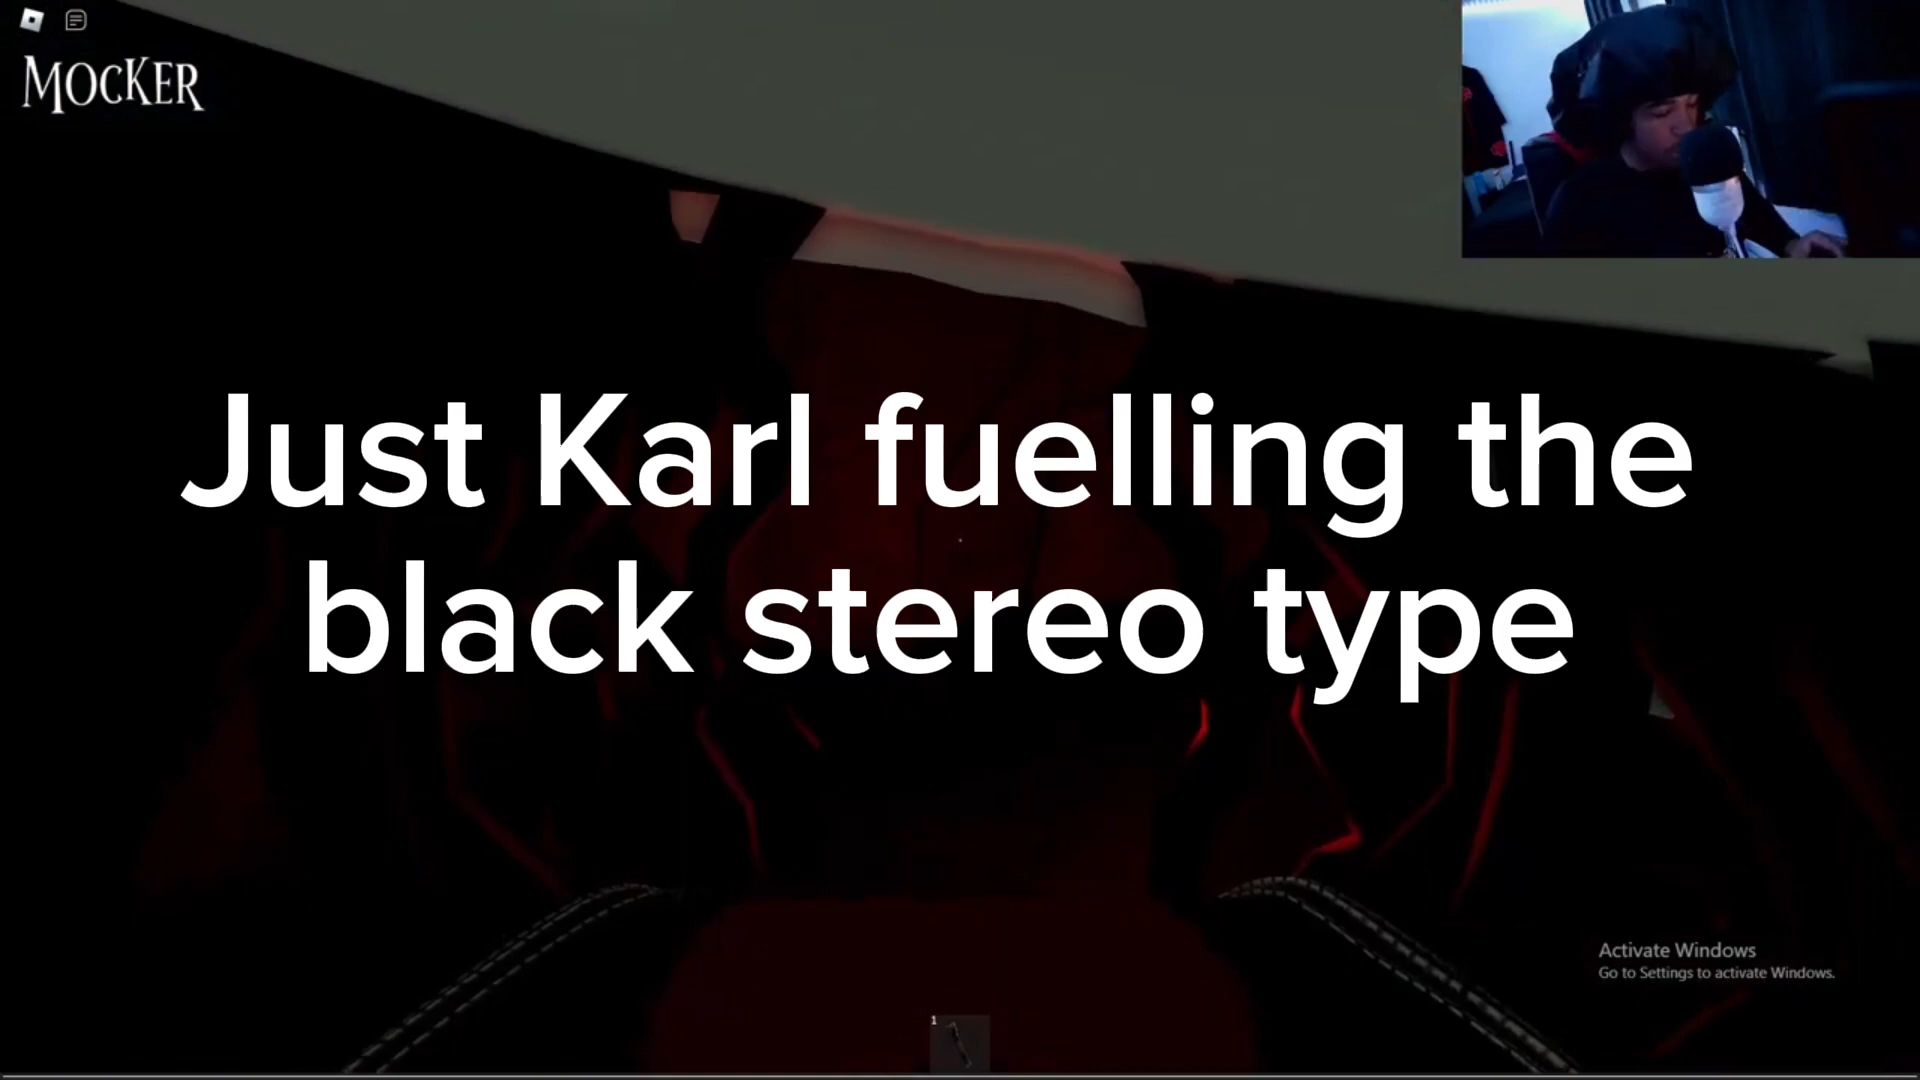 MOCKER
Just Karl fuelling the
black stereo type
Activate Windows
Go to Settings to activate Windows.
1